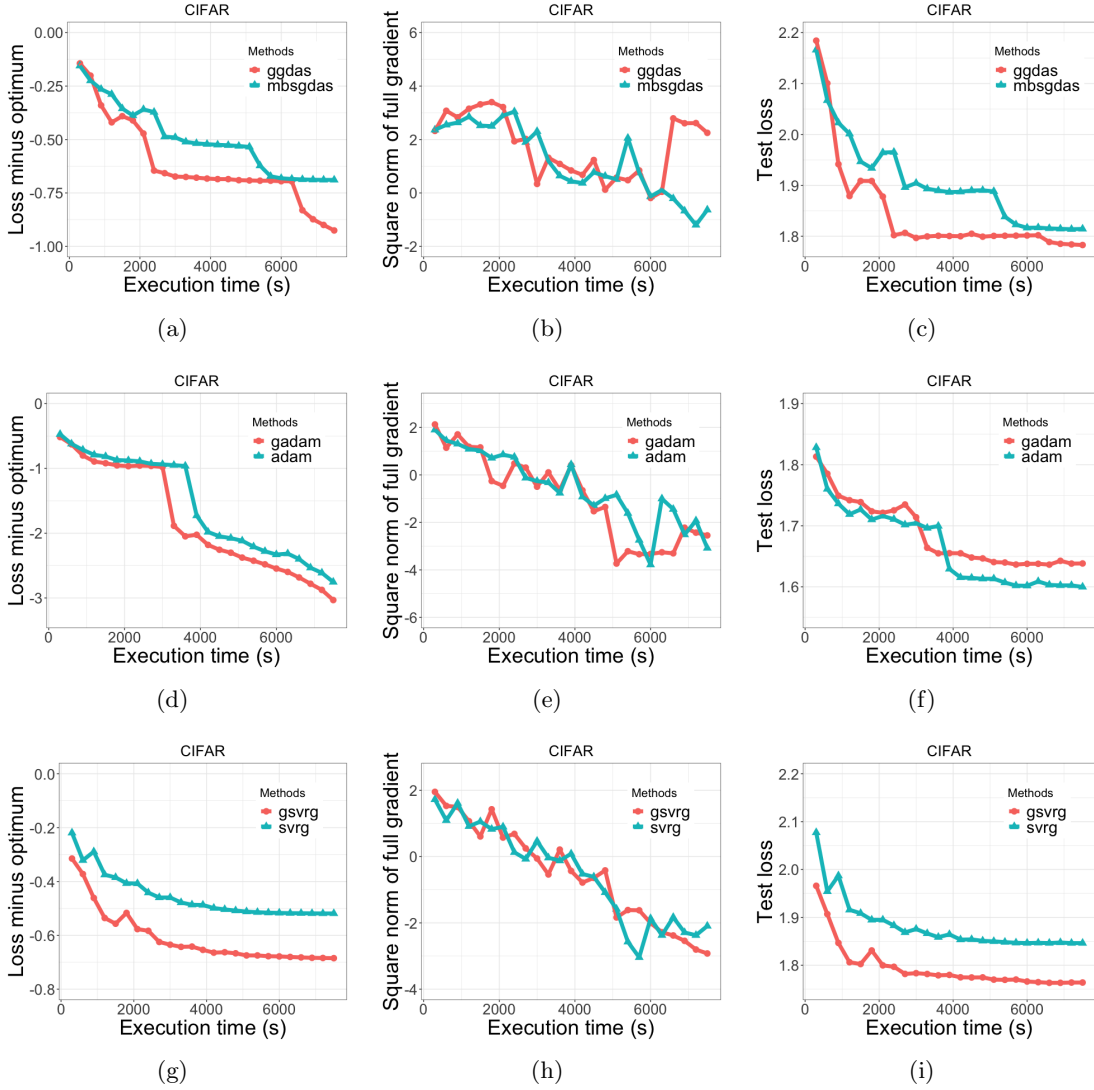 CIFAR
Loss minus optimum
0.00
-0.25
-0.50
-0.75
-1.00
Methods
ggdas
mbsgdas
0 2000 4000 6000
Execution time (s)
(a)
CIFAR
Square norm of full gradient
6
4
2
0
-2
Methods
ggdas
mbsgdas
0 2000 4000 6000
Execution time (s)
(b)
CIFAR
Test loss
2.2
2.1
2.0
1.9
1.8
Methods
ggdas
mbsgdas
0 2000 4000 6000
Execution time (s)
(c)
CIFAR
Loss minus optimum
0
-1
-2
-3
Methods
gadam
adam
0 2000 4000 6000
Execution time (s)
(d)
CIFAR
Square norm of full gradient
2
0
-2
-4
-6
Methods
gadam
adam
0 2000 4000 6000
Execution time (s)
(e)
CIFAR
Test loss
1.9
1.8
1.7
1.6
Methods
gadam
adam
0 2000 4000 6000
Execution time (s)
(f)
CIFAR
Loss minus optimum
0.0
-0.2
-0.4
-0.6
-0.8
Methods
gsvrg
svrg
0 2000 4000 6000
Execution time (s)
(g)
CIFAR
Square norm of full gradient
2
0
-2
-4
Methods
gsvrg
svrg
0 2000 4000 6000
Execution time (s)
(h)
CIFAR
Test loss
2.2
2.1
2.0
1.9
1.8
Methods
gsvrg
svrg
0 2000 4000 6000
Execution time (s)
(i)